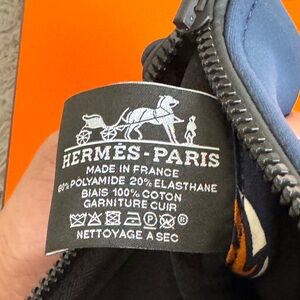 HERMÈS-PARIS
MADE IN FRANCE
80% POLYAMIDE 20% ELASTHANE
BIAIS 100% COTON
GARNITURE CUIR
P
NETTOYAGE A SEC